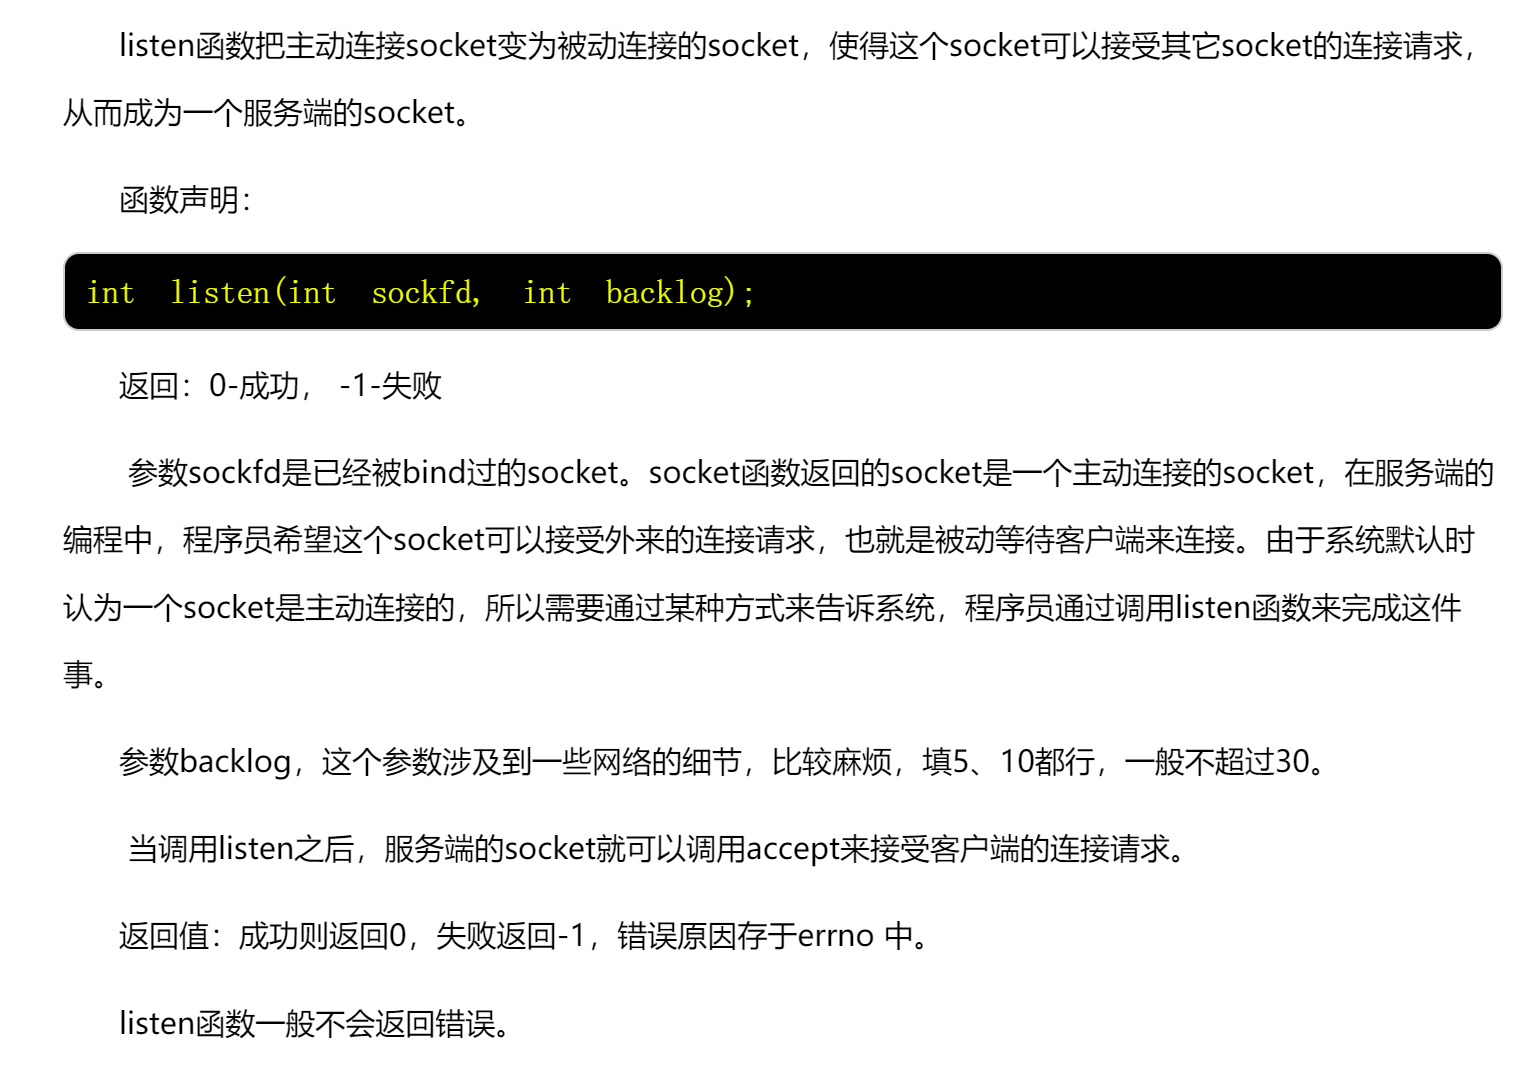 listen函数把主动连接socket变为被动连接的socket，使得这个socket可以接受其它socket的连接请求，
从而成为一个服务端的socket。
函数声明：
int  listen(int  sockfd,  int  backlog);
返回：0-成功， -1-失败
参数sockfd是已经被bind过的socket。socket函数返回的socket是一个主动连接的socket，在服务端的
编程中，程序员希望这个socket可以接受外来的连接请求，也就是被动等待客户端来连接。由于系统默认时
认为一个socket是主动连接的，所以需要通过某种方式来告诉系统，程序员通过调用listen函数来完成这件
事。
参数backlog，这个参数涉及到一些网络的细节，比较麻烦，填5、10都行，一般不超过30。
当调用listen之后，服务端的socket就可以调用accept来接受客户端的连接请求。
返回值：成功则返回0，失败返回-1，错误原因存于errno 中。
listen函数一般不会返回错误。